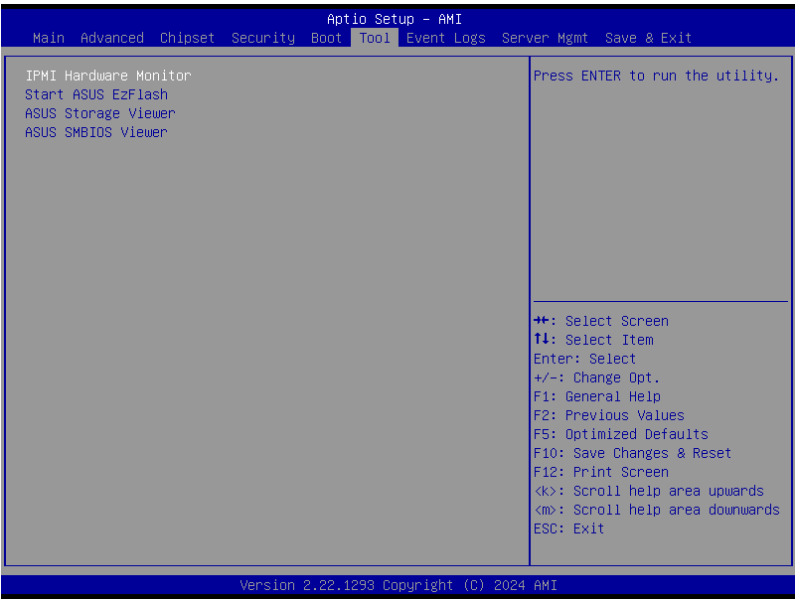 Aptio Setup – AMI
Main Advanced Chipset Security Boot Tool Event Logs Server Mgmt Save & Exit
IPMI Hardware Monitor
Start ASUS EzFlash
ASUS Storage Viewer
ASUS SMBIOS Viewer
Press ENTER to run the utility.
→←: Select Screen
↑↓: Select Item
Enter: Select
+/-: Change Opt.
F1: General Help
F2: Previous Values
F5: Optimized Defaults
F10: Save Changes & Reset
F12: Print Screen
<k>: Scroll help area upwards
<m>: Scroll help area downwards
ESC: Exit
Version 2.22.1293 Copyright (C) 2024 AMI